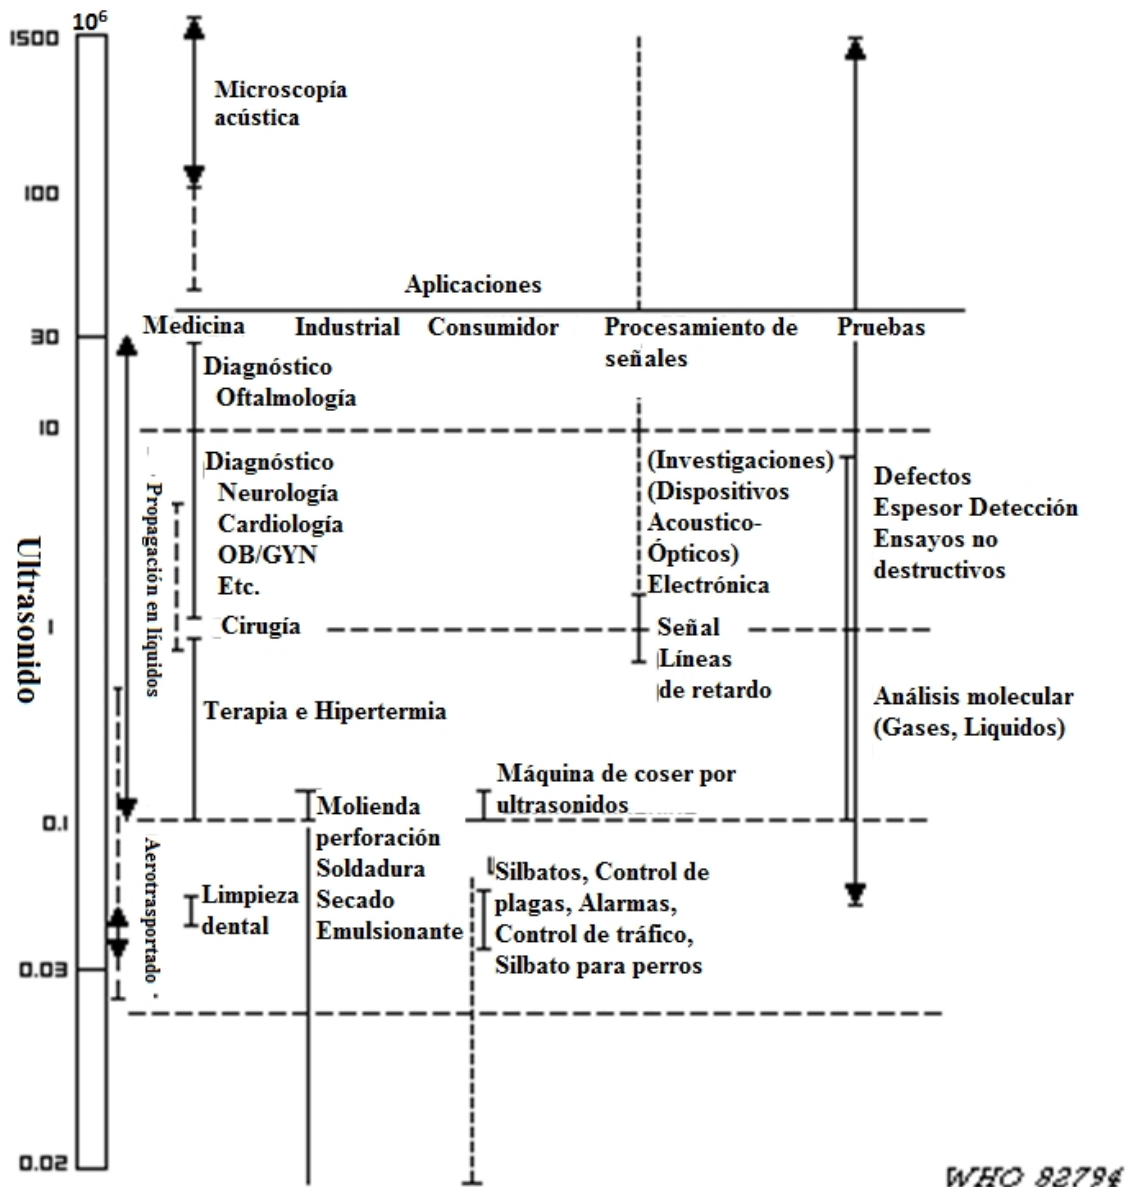 10⁶
1500
Microscopía
acústica
100
Aplicaciones
Medicina Industrial Consumidor Procesamiento de señales Pruebas
30
Diagnóstico
Oftalmología
10
Diagnóstico
Neurología
Cardiología
OB/GYN
Etc.
(Investigaciones)
(Dispositivos
Acoustico-
Ópticos)
Electrónica
Defectos
Espesor Detección
Ensayos no
destructivos
Propagación en líquidos
Ultrasonido
1
Cirugía
Señal
Líneas
de retardo
Terapia e Hipertermia
Análisis molecular
(Gases, Liquidos)
Máquina de coser por
ultrasonidos
0.1
Molienda
perforación
Soldadura
Secado
Emulsionante
Aerotrasportado
Limpieza
dental
Silbatos, Control de
plagas, Alarmas,
Control de tráfico,
Silbato para perros
0.03
0.02
WHO 82794